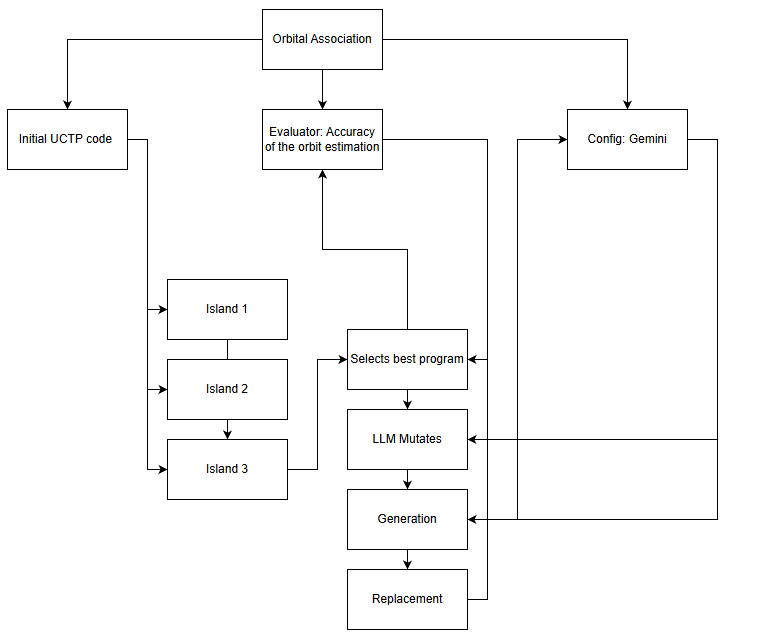 Orbital Association
Initial UCTP code
Evaluator: Accuracy
of the orbit estimation
Config: Gemini
Island 1
Selects best program
Island 2
LLM Mutates
Island 3
Generation
Replacement